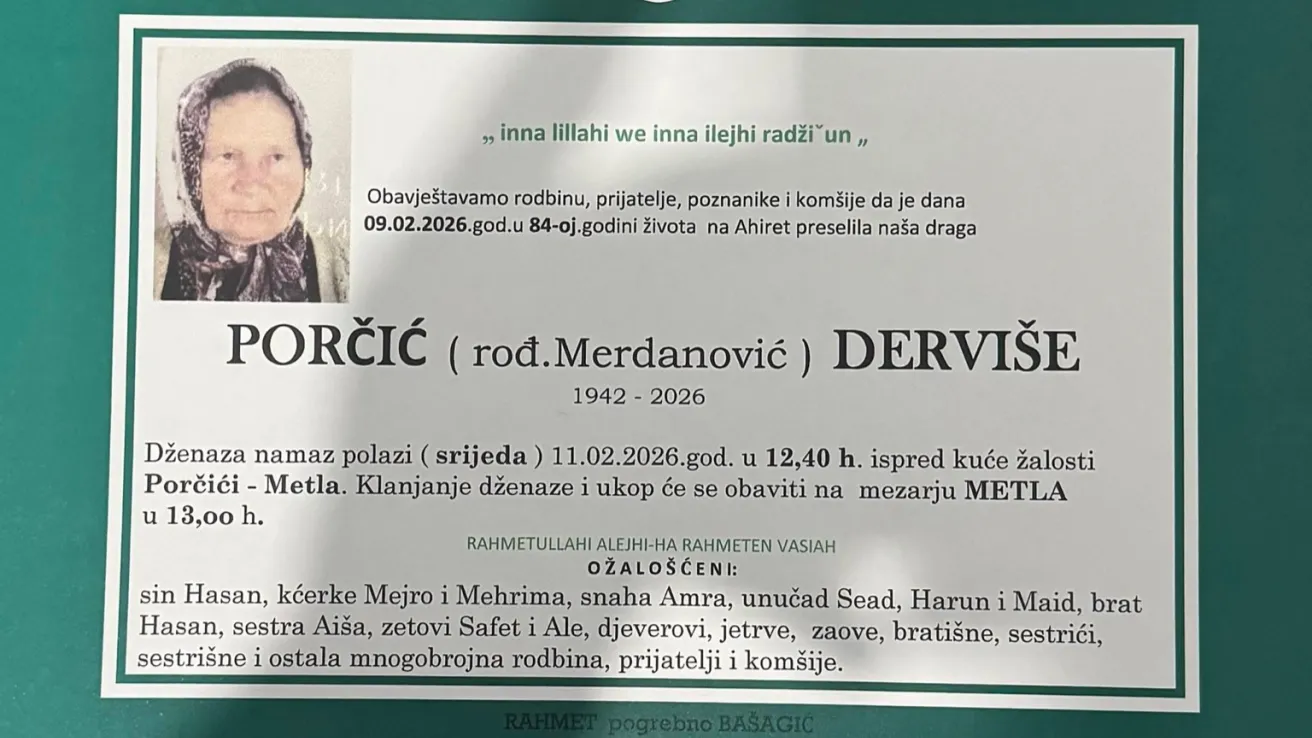 „ inna lillahi we inna ilejhi radžiˇun „
Obavještavamo rodbinu, prijatelje, poznanike i komšije da je dana
09.02.2026.god.u 84-oj.godini života na Ahiret preselila naša draga
PORČIĆ ( rođ.Merdanović ) DERVIŠE
1942 - 2026
Dženaza namaz polazi ( srijeda ) 11.02.2026.god. u 12,40 h. ispred kuće žalosti
Porčići - Metla. Klanjanje dženaze i ukop će se obaviti na mezarju METLA
u 13,oo h.
RAHMETULLAHI ALEJHI-HA RAHMETEN VASIAH
OŽALOŠĆENI:
sin Hasan, kćerke Mejro i Mehrima, snaha Amra, unučad Sead, Harun i Maid, brat
Hasan, sestra Aiša, zetovi Safet i Ale, djeverovi, jetrve, zaove, bratišne, sestrići,
sestrišne i ostala mnogobrojna rodbina, prijatelji i komšije.
RAHMET pogrebno BAŠAGIĆ